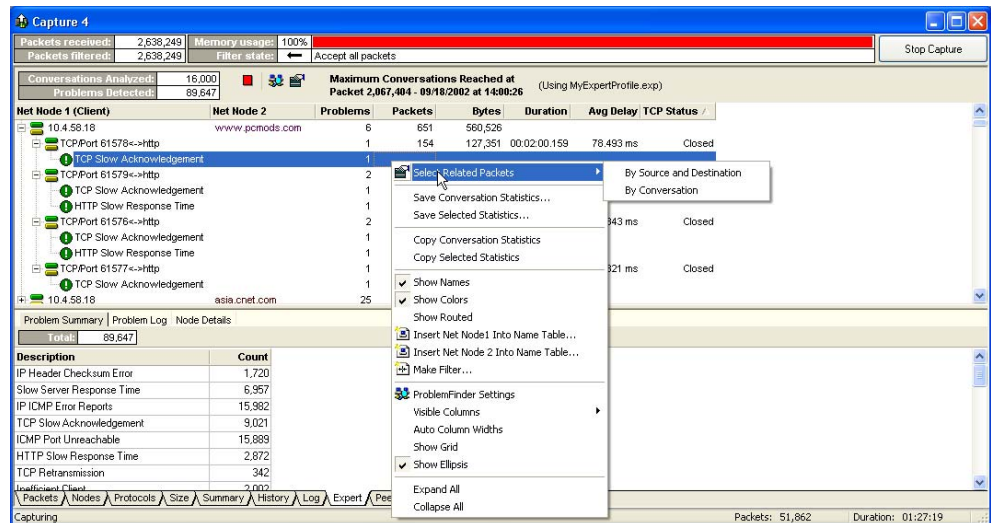 Capture 4
Packets received: 2,638,249 Memory usage: 100%
Packets filtered: 2,638,249 Filter state: Accept all packets
Stop Capture
Conversations Analyzed: 16,000
Problems Detected: 89,647
Maximum Conversations Reached at
Packet 2,067,404 - 09/18/2002 at 14:00:26
(Using MyExpertProfile.exp)
Net Node 1 (Client) Net Node 2 Problems Packets Bytes Duration Avg Delay TCP Status
10.4.58.18 www.pcmods.com 6 651 560,526
TCP/Port 61578<->http 1 154 127,351 00:02:00.159 78.493 ms Closed
TCP Slow Acknowledgement 1
TCP/Port 61579<->http 2
TCP Slow Acknowledgement 1
HTTP Slow Response Time 1
TCP/Port 61576<->http 2 343 ms Closed
TCP Slow Acknowledgement 1
HTTP Slow Response Time 1
TCP/Port 61577<->http 1 321 ms Closed
TCP Slow Acknowledgement 1
10.4.58.18 asia.cnet.com 25
Select Related Packets
By Source and Destination
By Conversation
Save Conversation Statistics...
Save Selected Statistics...
Copy Conversation Statistics
Copy Selected Statistics
Show Names
Show Colors
Show Routed
Insert Net Node1 Into Name Table...
Insert Net Node 2 Into Name Table...
Make Filter...
ProblemFinder Settings
Visible Columns
Auto Column Widths
Show Grid
Show Ellipsis
Expand All
Collapse All
Problem Summary Problem Log Node Details
Total: 89,647
Description Count
IP Header Checksum Error 1,720
Slow Server Response Time 6,957
IP ICMP Error Reports 15,982
TCP Slow Acknowledgement 9,021
ICMP Port Unreachable 15,889
HTTP Slow Response Time 2,872
TCP Retransmission 342
Inefficient Client 2,002
Packets Nodes Protocols Size Summary History Log Expert Pee
Capturing Packets: 51,862 Duration: 01:27:19